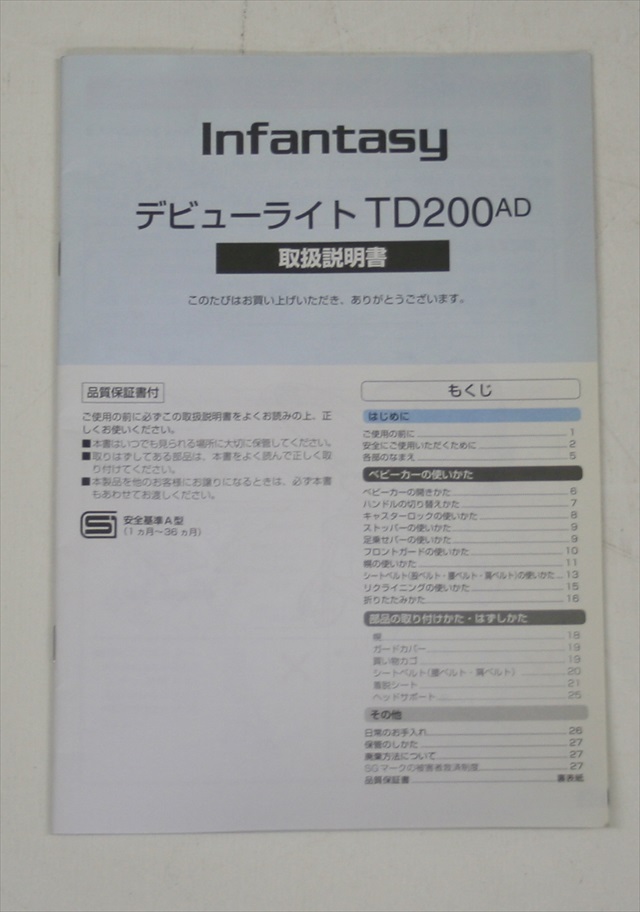 Infantasy
デビューライト TD200AD
取扱説明書
このたびはお買い上げいただき、ありがとうございます。
品質保証書付
ご使用の前に必ずこの取扱説明書をよくお読みの上、正
しくお使いください。
■本書はいつでも見られる場所に大切に保管してください。
■取りはずしてある部品は、本書をよく読んで正しく取
り付けてください。
■本製品を他のお客様にお譲りになるときは、必ず本書
もあわせてお渡しください。
S
安全基準A型
(1ヵ月〜36ヵ月)
もくじ
はじめに
ご使用の前に 1
安全にご使用いただくために 2
各部のなまえ 5
ベビーカーの使いかた
ベビーカーの開きかた 6
ハンドルの切り替えかた 7
キャスターロックの使いかた 8
ストッパーの使いかた 9
足乗せバーの使いかた 9
フロントガードの使いかた 10
幌の使いかた 11
シートベルト(股ベルト・腰ベルト・肩ベルト)の使いかた 13
リクライニングの使いかた 15
折りたたみかた 16
部品の取り付けかた・はずしかた
幌 18
ガードカバー 19
買い物カゴ 19
シートベルト(腰ベルト・肩ベルト) 20
着脱シート 21
ヘッドサポート 25
その他
日常のお手入れ 26
保管のしかた 27
廃棄方法について 27
SGマークの被害者救済制度 27
品質保証書 裏表紙